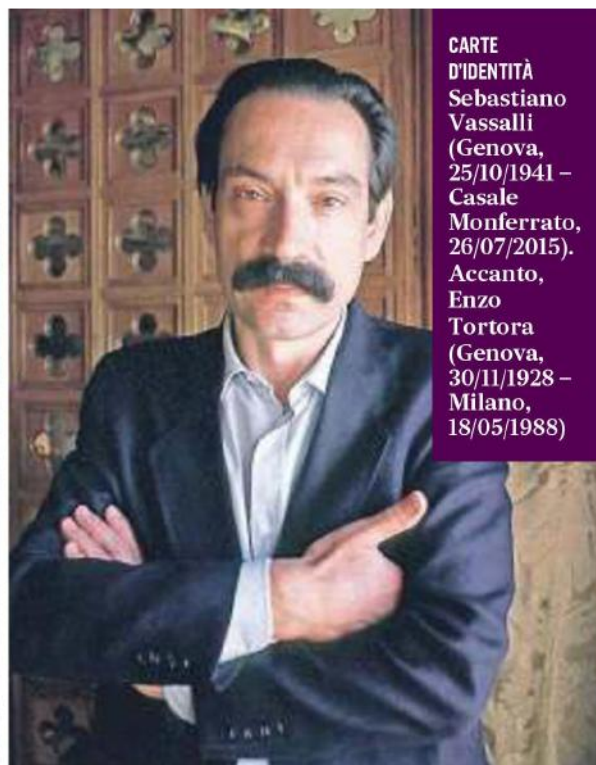 CARTE
D'IDENTITÀ
Sebastiano
Vassalli
(Genova,
25/10/1941 –
Casale
Monferrato,
26/07/2015).
Accanto,
Enzo
Tortora
(Genova,
30/11/1928 –
Milano,
18/05/1988)